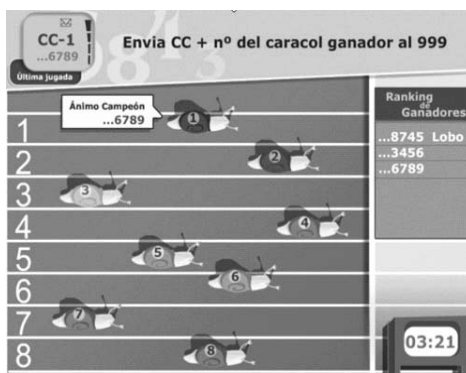 CC-1
...6789
Última jugada
Envia CC + nº del caracol ganador al 999
Ánimo Campeón
...6789
Ranking
de
Ganadores
...8745 Lobo
...3456
...6789
1
2
3
4
5
6
7
8
1
2
3
4
5
6
7
8
03:21